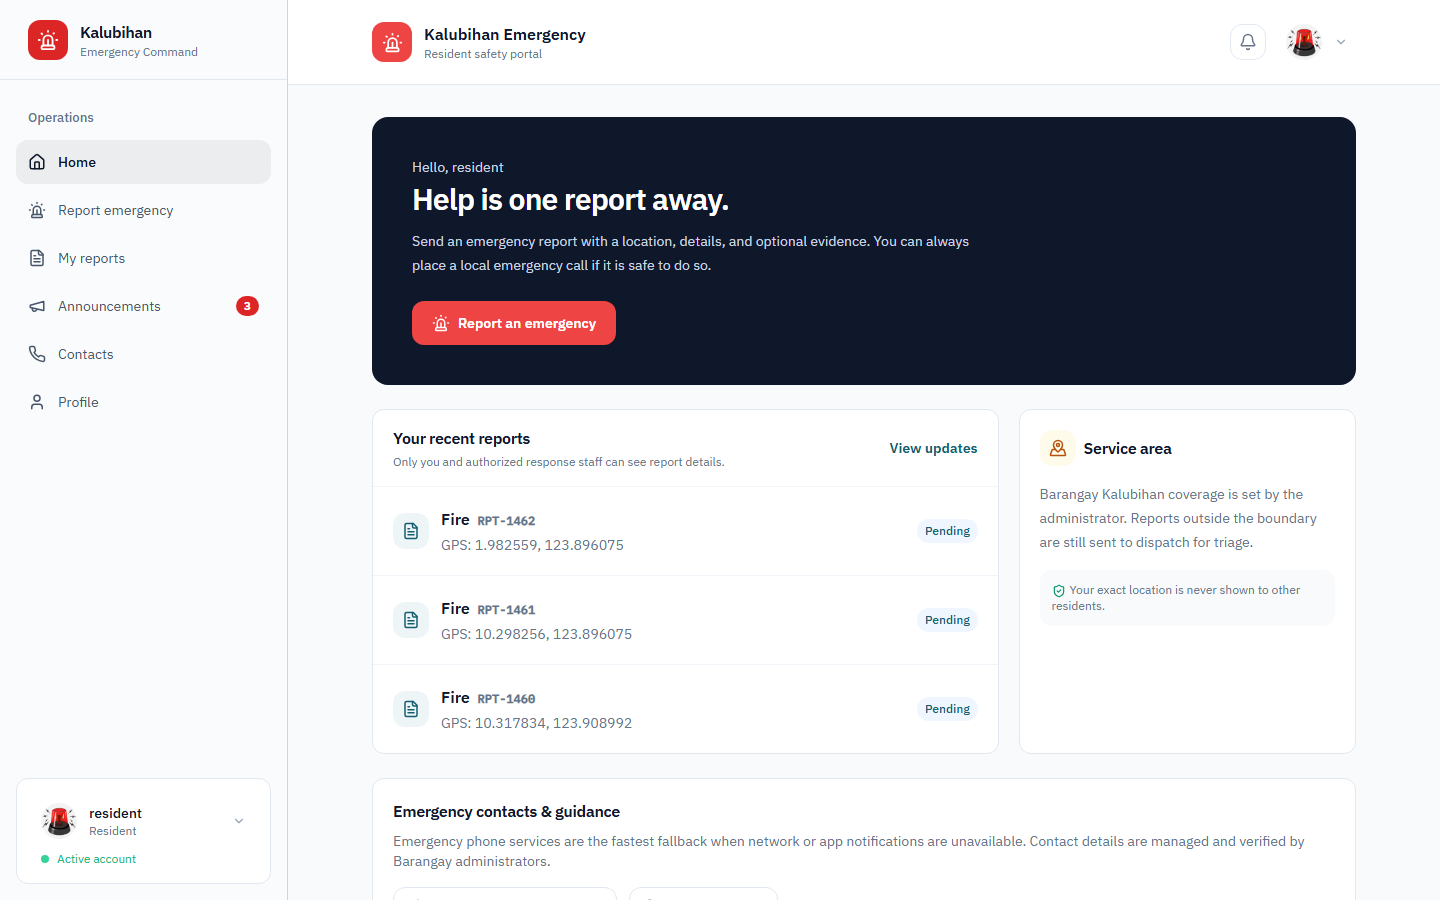 Kalubihan
Emergency Command
Operations
Home
Report emergency
My reports
Announcements
3
Contacts
Profile
resident
Resident
Active account
Kalubihan Emergency
Resident safety portal
Hello, resident
Help is one report away.
Send an emergency report with a location, details, and optional evidence. You can always
place a local emergency call if it is safe to do so.
Report an emergency
Your recent reports
Only you and authorized response staff can see report details.
View updates
Fire RPT-1462
GPS: 1.982559, 123.896075
Pending
Fire RPT-1461
GPS: 10.298256, 123.896075
Pending
Fire RPT-1460
GPS: 10.317834, 123.908992
Pending
Service area
Barangay Kalubihan coverage is set by the
administrator. Reports outside the boundary
are still sent to dispatch for triage.
Your exact location is never shown to other
residents.
Emergency contacts & guidance
Emergency phone services are the fastest fallback when network or app notifications are unavailable. Contact details are managed and verified by
Barangay administrators.